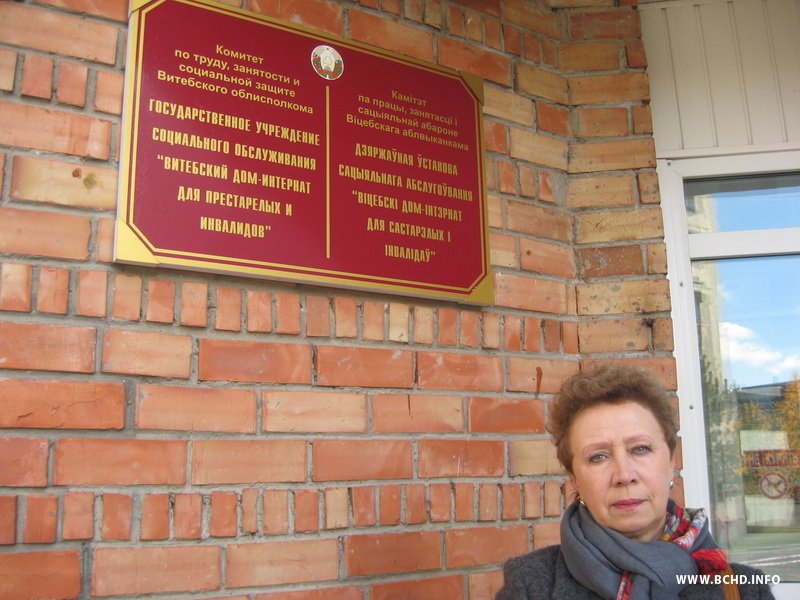 Комитет
по труду, занятости и
социальной защите
Витебского облисполкома
ГОСУДАРСТВЕННОЕ УЧРЕЖДЕНИЕ
СОЦИАЛЬНОГО ОБСЛУЖИВАНИЯ
"ВИТЕБСКИЙ ДОМ-ИНТЕРНАТ
ДЛЯ ПРЕСТАРЕЛЫХ И
ИНВАЛИДОВ"
Камітэт
па працы, занятасці і
сацыяльнай абароне
Віцебскага аблвыканкама
ДЗЯРЖАЎНАЯ ЎСТАНОВА
САЦЫЯЛЬНАГА АБСЛУГОЎВАННЯ
"ВІЦЕБСКІ ДОМ-ІНТЭРНАТ
ДЛЯ САСТАРЭЛЫХ І
ІНВАЛІДАЎ"
НЕ КУРИТЬ
WWW.BCHD.INFO